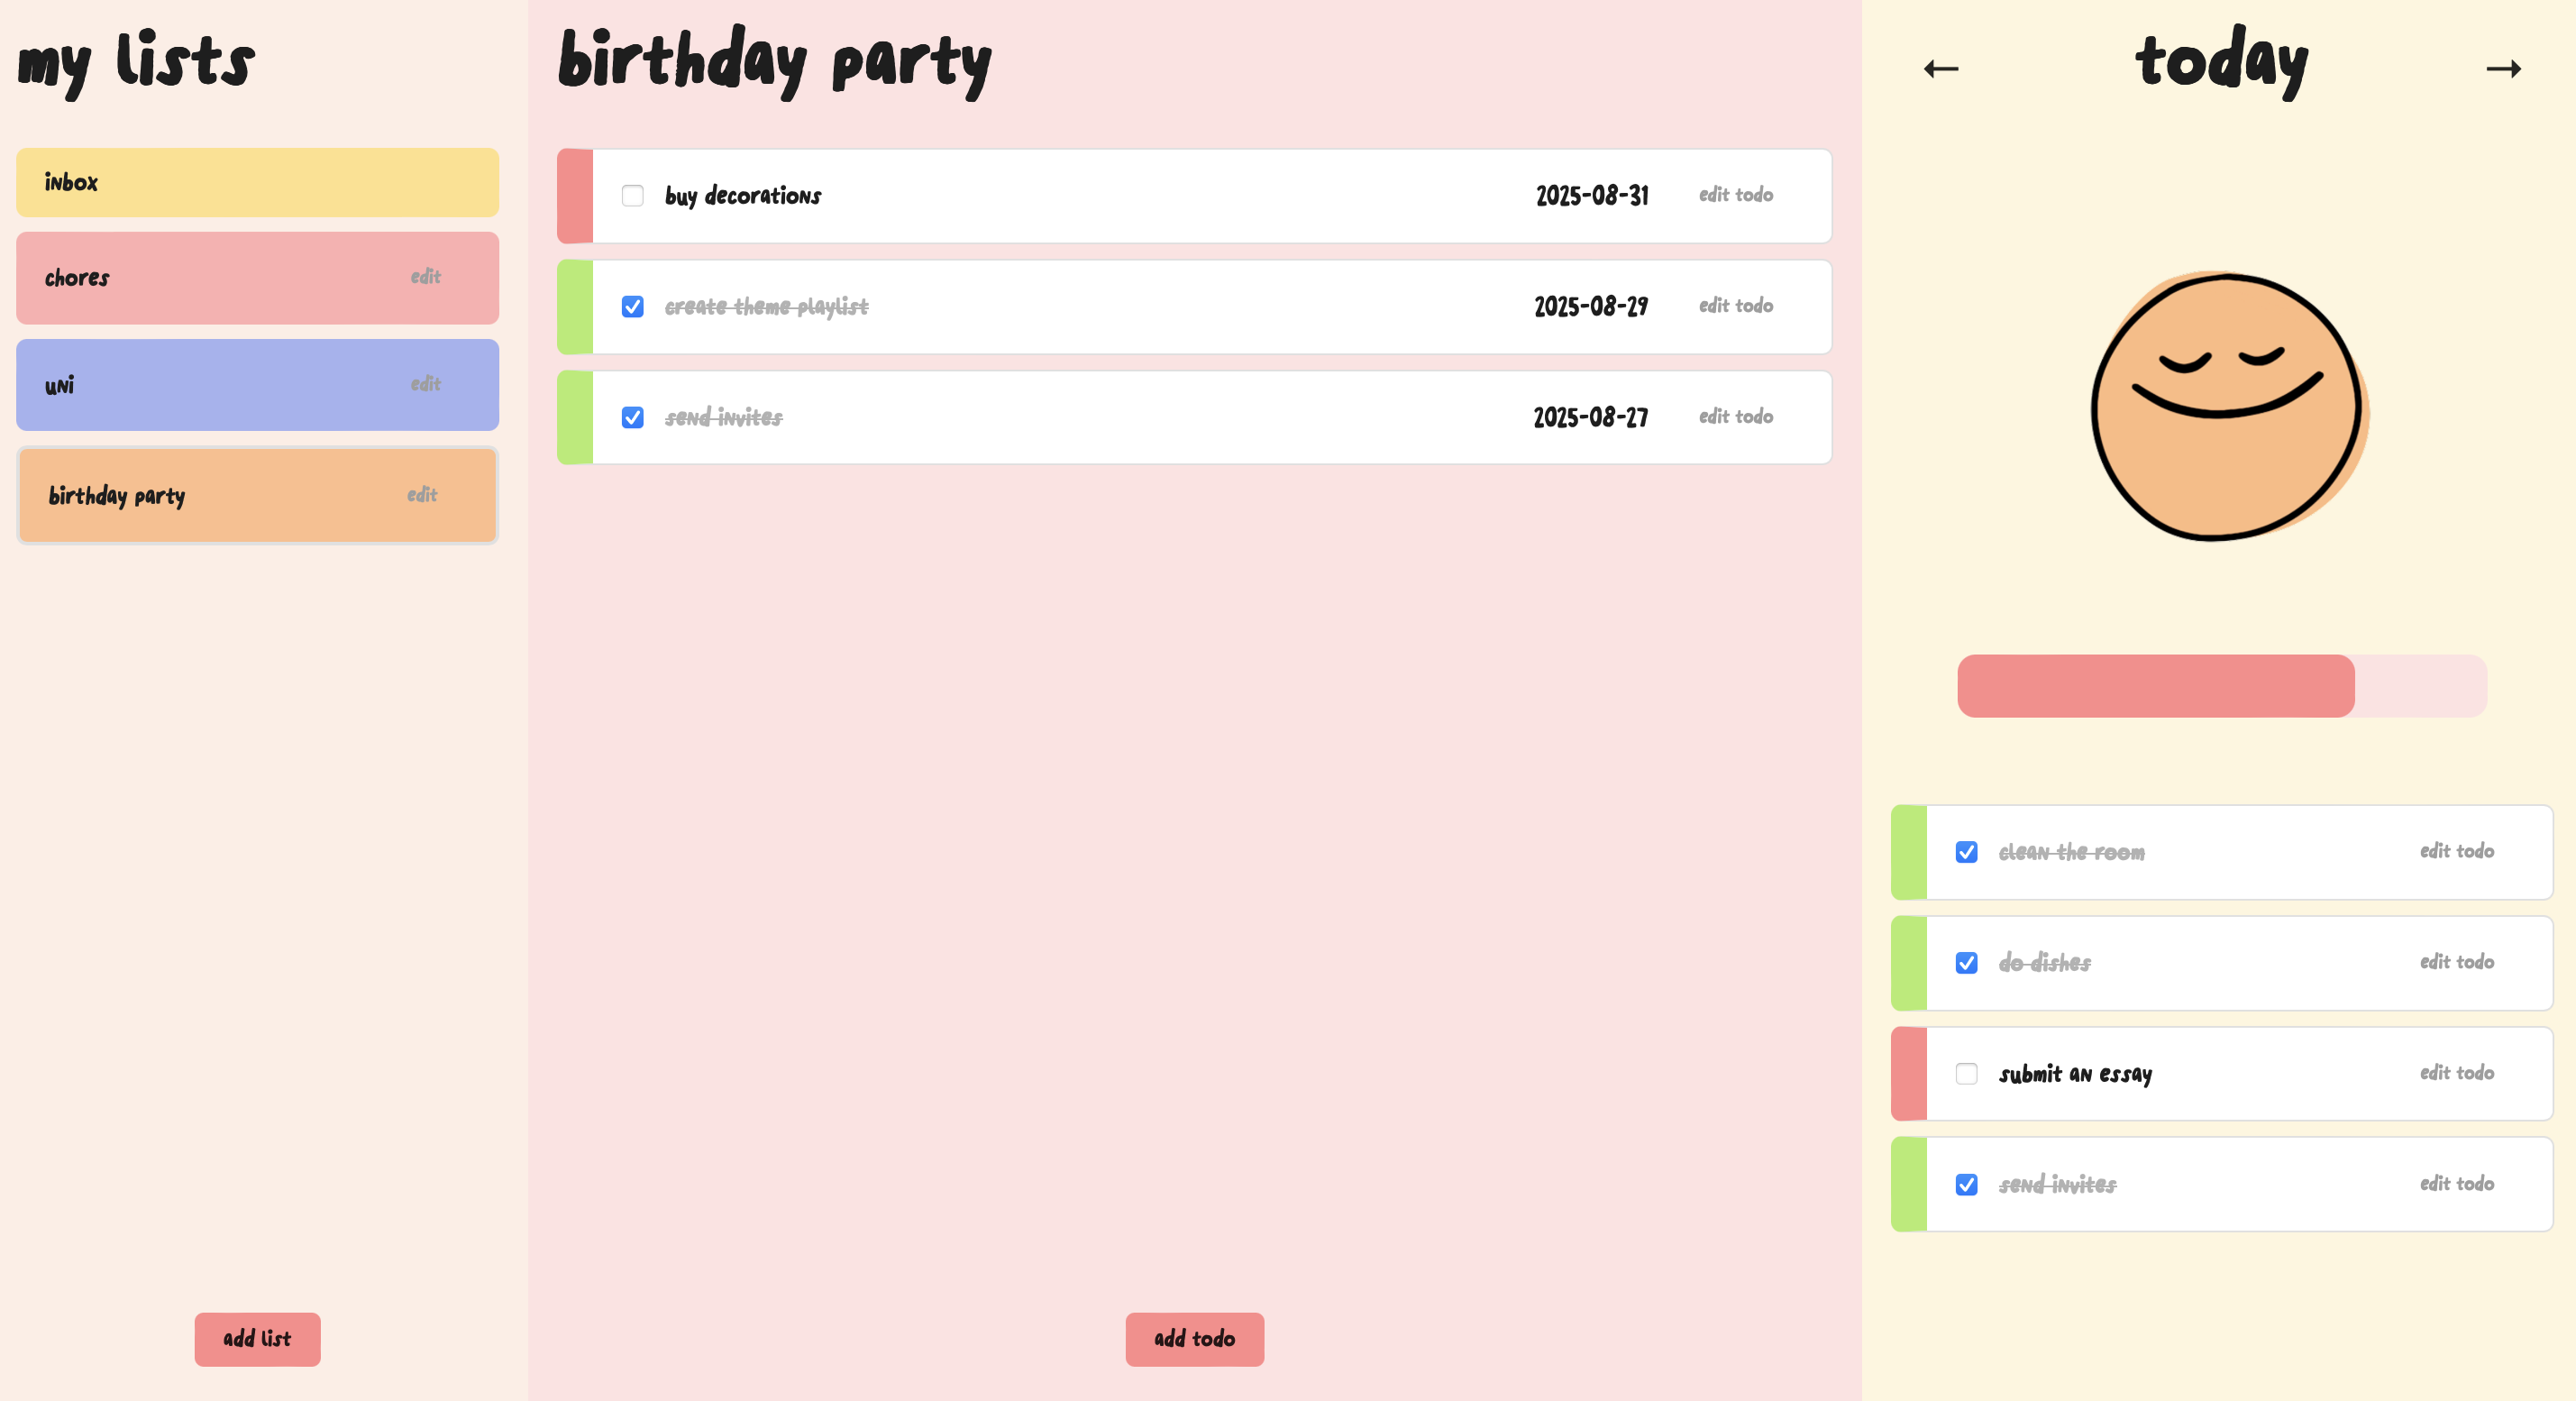 my lists
inbox
chores edit
uni edit
birthday party edit
add list
birthday party
buy decorations 2025-08-31 edit todo
create theme playlist 2025-08-29 edit todo
send invites 2025-08-27 edit todo
add todo
← today →
clean the room edit todo
do dishes edit todo
submit an essay edit todo
send invites edit todo